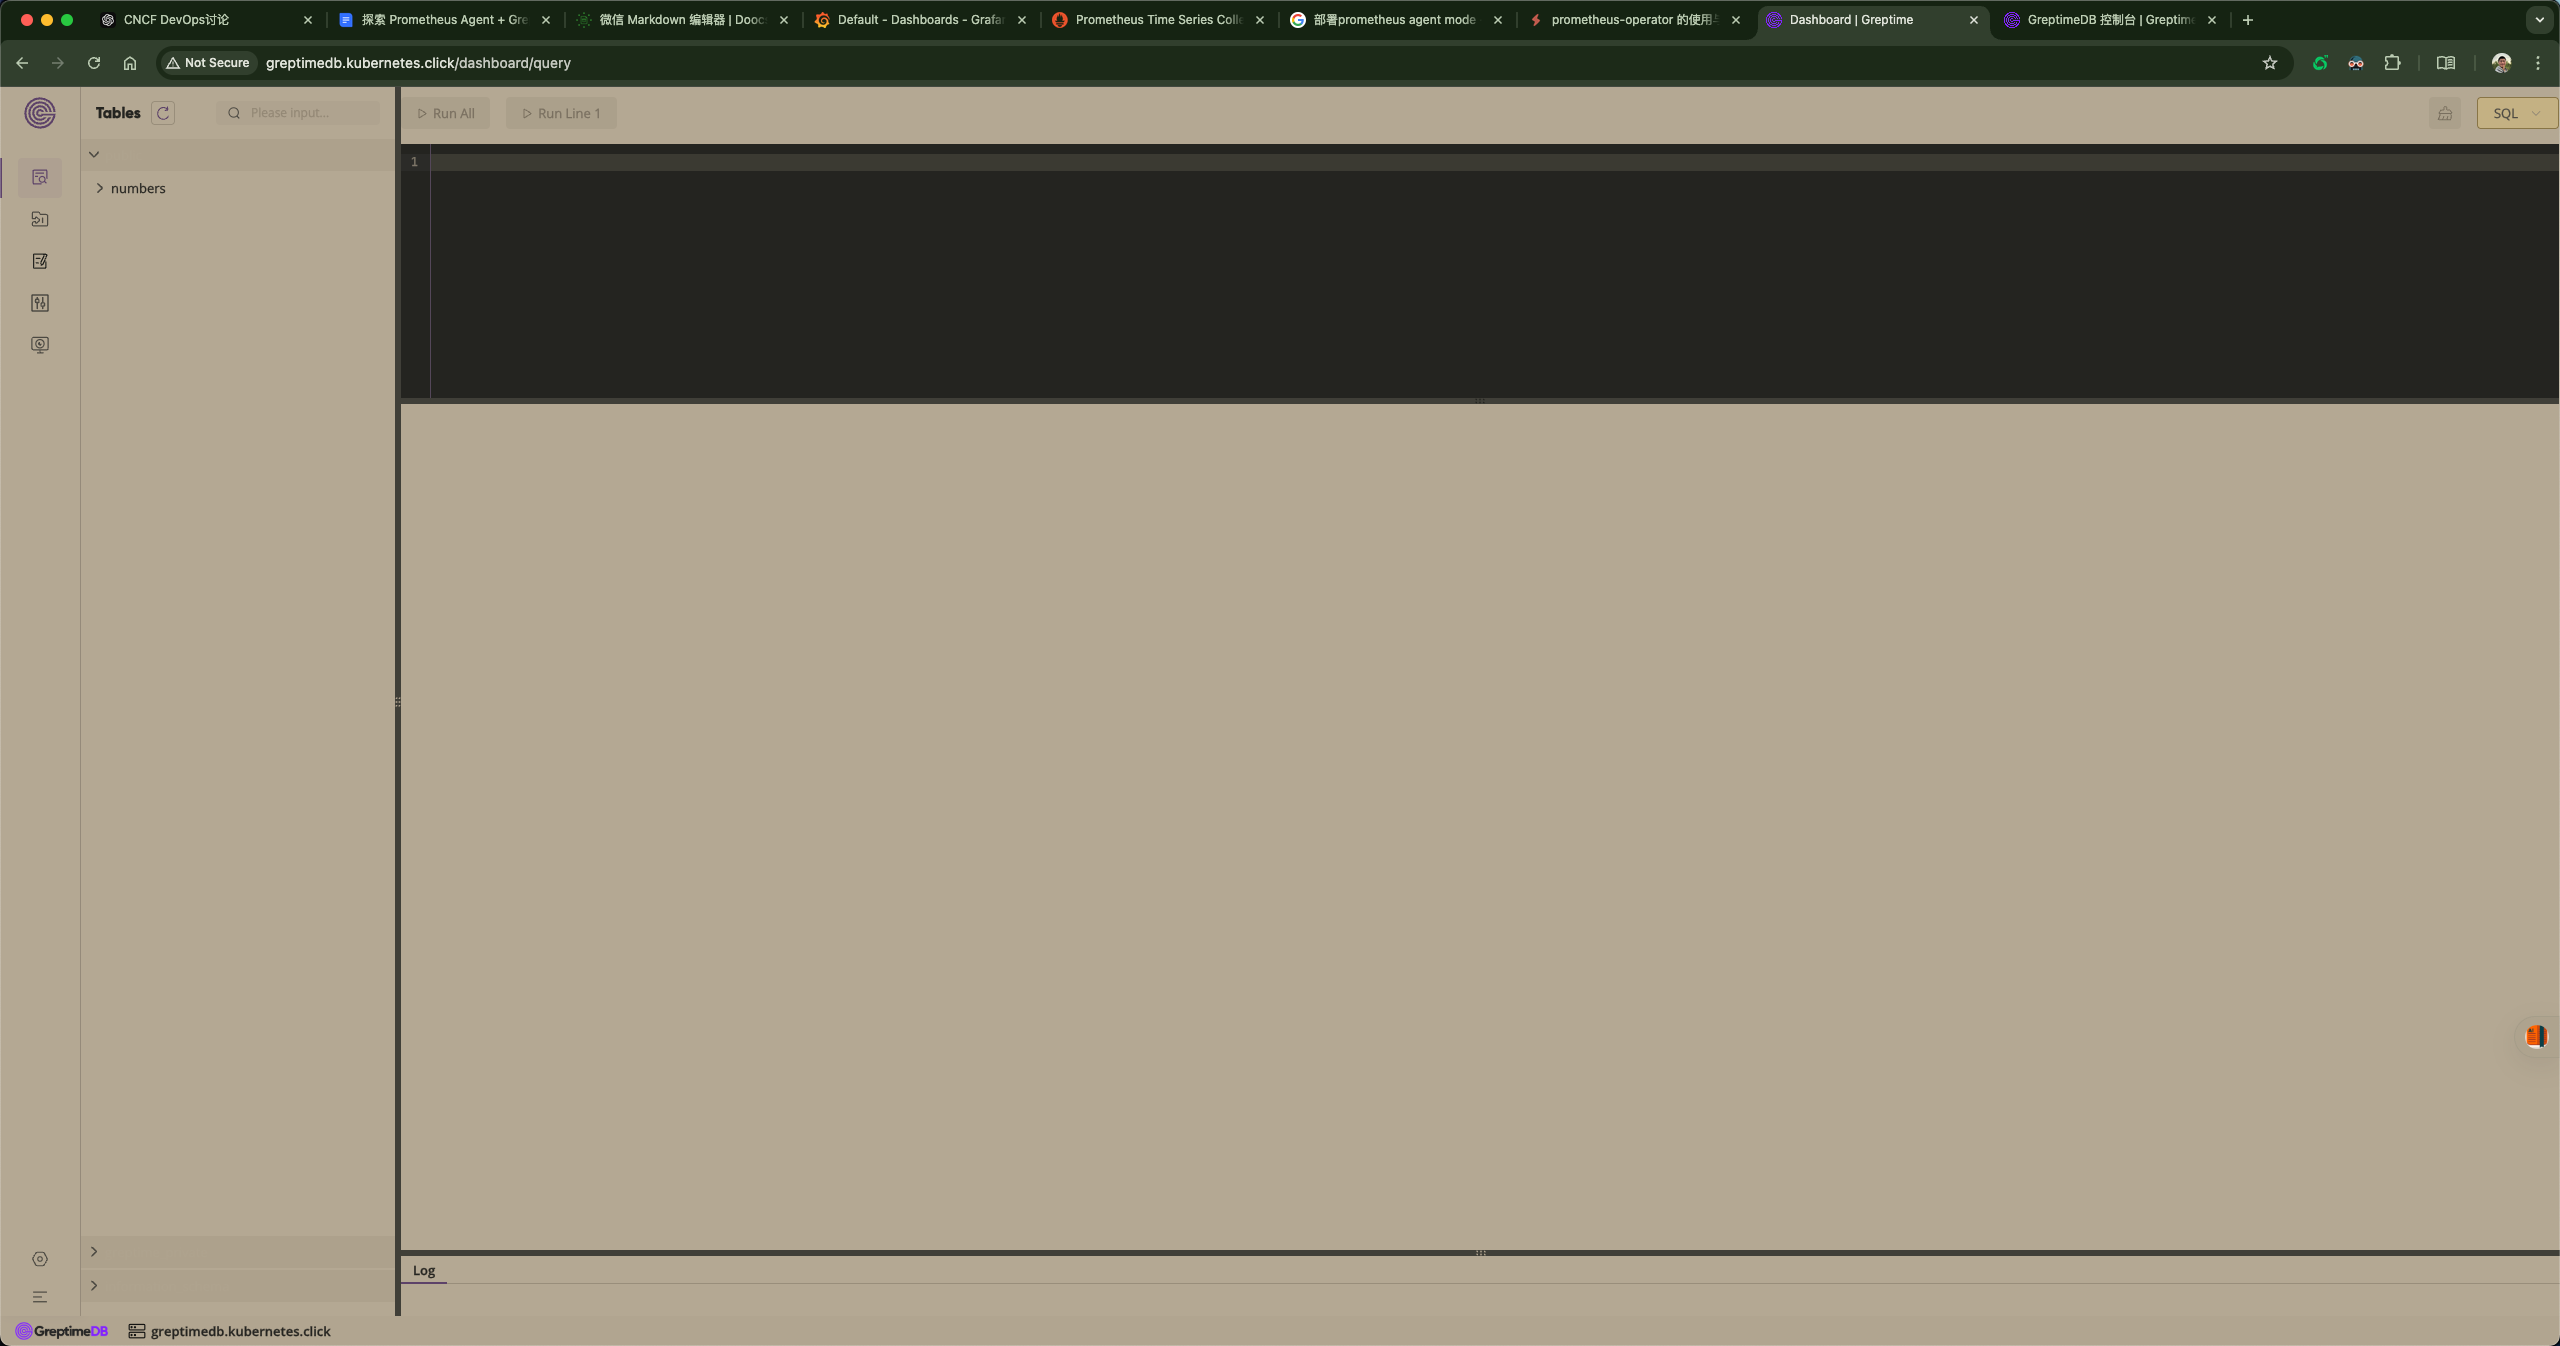 CNCF DevOps讨论
探索 Prometheus Agent + Gre
微信 Markdown 编辑器 | Dooc
Default - Dashboards - Grafan
Prometheus Time Series Colle
部署prometheus agent mode
prometheus-operator 的使用与
Dashboard | Greptime
GreptimeDB 控制台 | Greptime
Not Secure
greptimedb.kubernetes.click/dashboard/query
Tables
Please input...
Run All
Run Line 1
SQL
1
numbers
Log
GreptimeDB
greptimedb.kubernetes.click